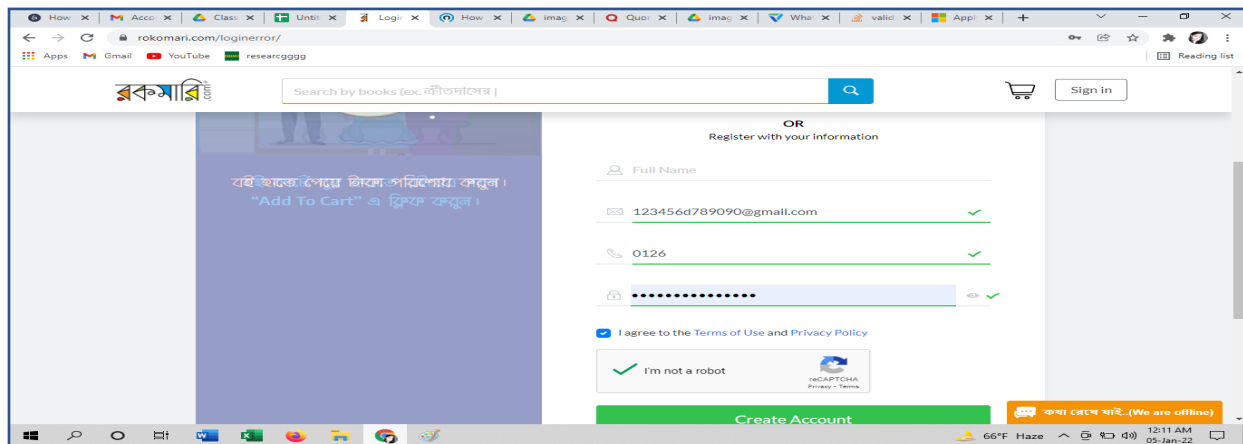 How
Acco
Class
Untit
Login
How
imag
Quor
imag
Wha
valid
Appl
rokomari.com/loginerror/
Apps
Gmail
YouTube
researcgggg
Reading list
রকমারি
.com
Search by books (ex. ক্রীতদাসের |
Sign in
OR
Register with your information
Full Name
"Add To Cart" এ ক্লিক করুন।
123456d789090@gmail.com
0126
I agree to the Terms of Use and Privacy Policy
I'm not a robot
reCAPTCHA
Privacy - Terms
Create Account
কথা রেখে যাই..(We are offline)
66°F Haze
12:11 AM
05-Jan-22